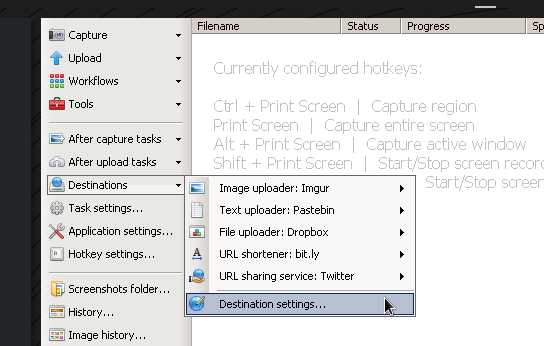 Filename Status Progress Sp
Capture
Upload
Workflows
Tools
After capture tasks
After upload tasks
Destinations
Task settings...
Application settings...
Hotkey settings...
Screenshots folder...
History...
Image history...
Currently configured hotkeys:
Ctrl + Print Screen | Capture region
Print Screen | Capture entire screen
Alt + Print Screen | Capture active window
Shift + Print Screen | Start/Stop screen recor
Start/Stop screen
Image uploader: Imgur
Text uploader: Pastebin
File uploader: Dropbox
URL shortener: bit.ly
URL sharing service: Twitter
Destination settings...